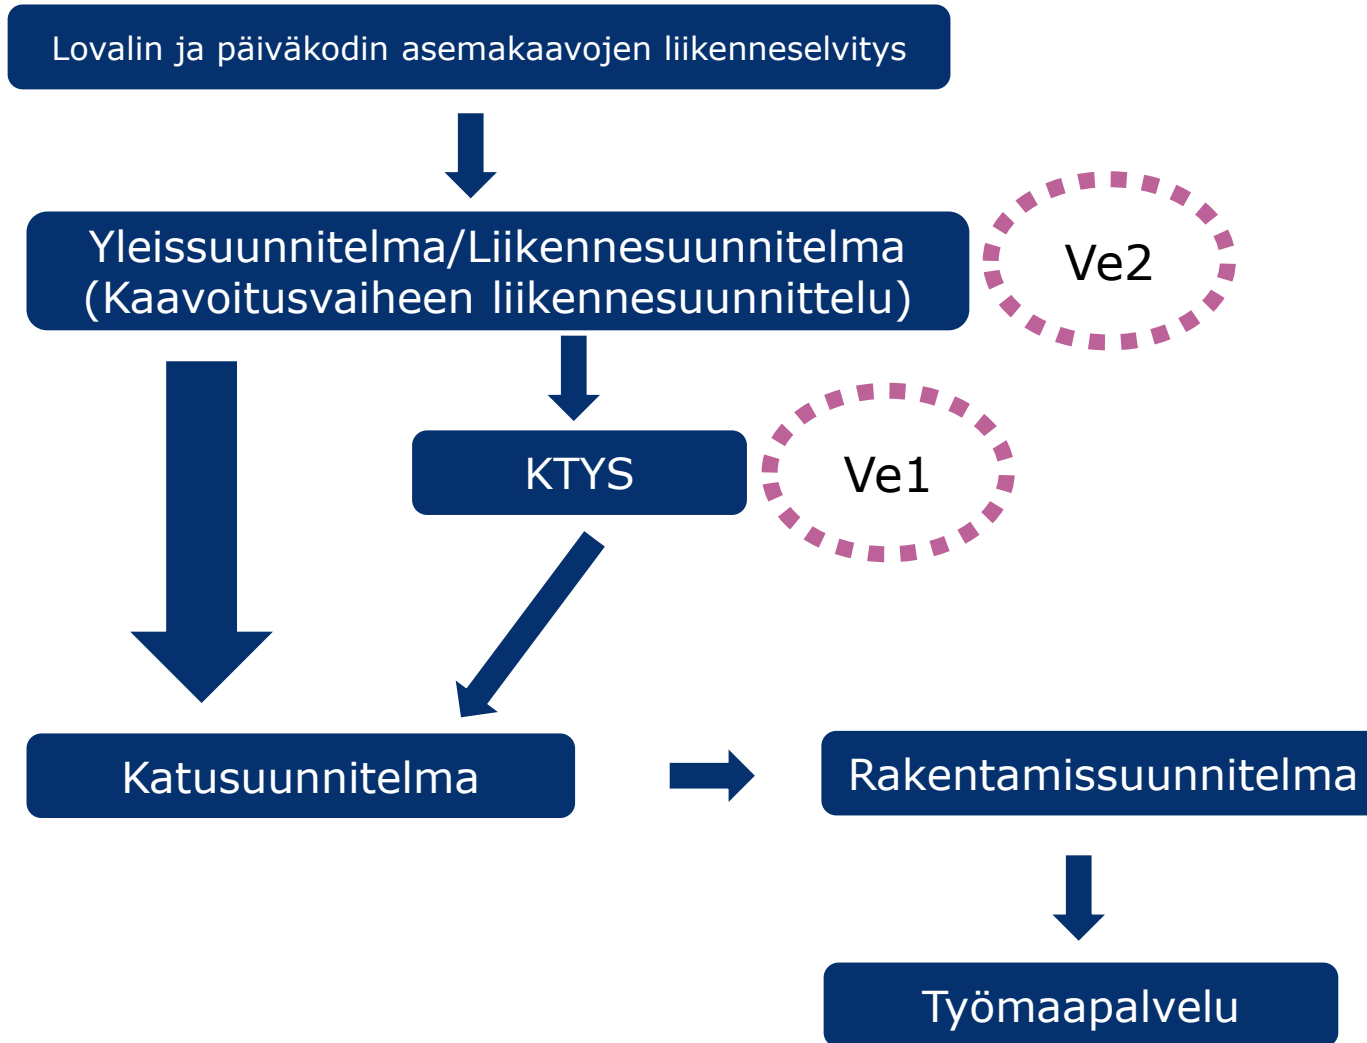 Lovalin ja päiväkodin asemakaavojen liikenneselvitys
Yleissuunnitelma/Liikennesuunnitelma
(Kaavoitusvaiheen liikennesuunnittelu)
Ve2
KTYS
Ve1
Katusuunnitelma
Rakentamissuunnitelma
Työmaapalvelu